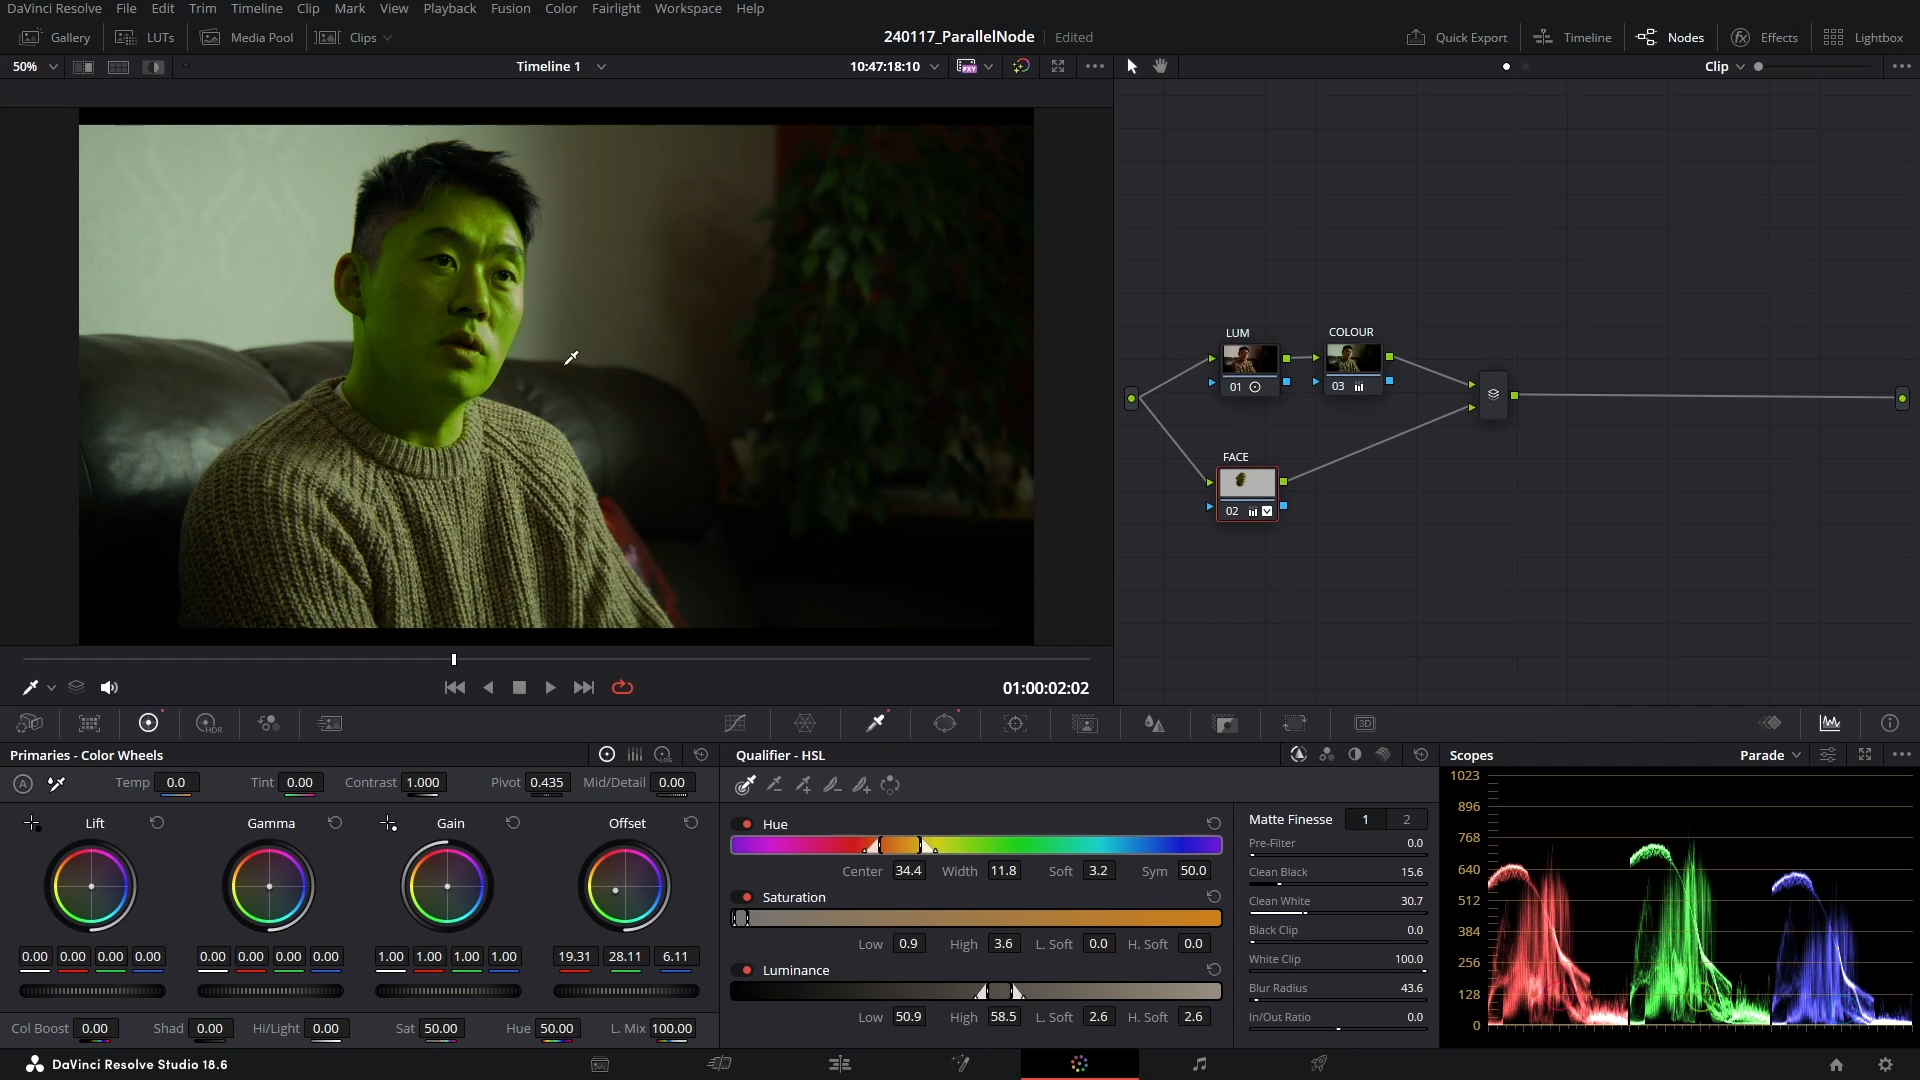 DaVinci Resolve File Edit Trim Timeline Clip Mark View Playback Fusion Color Fairlight Workspace Help
Gallery LUTs Media Pool Clips 240117_ParallelNode Edited Quick Export Timeline Nodes Effects Lightbox
50% Timeline 1 10:47:18:10 PXY Clip
LUM COLOUR
01 03
FACE
02
01:00:02:02
HDR 3D
Primaries - Color Wheels LOG Qualifier - HSL Scopes Parade
A Temp 0.0 Tint 0.00 Contrast 1.000 Pivot 0.435 Mid/Detail 0.00
Lift Gamma Gain Offset
0.00 0.00 0.00 0.00 0.00 0.00 0.00 0.00 1.00 1.00 1.00 1.00 19.31 28.11 6.11
Col Boost 0.00 Shad 0.00 Hi/Light 0.00 Sat 50.00 Hue 50.00 L. Mix 100.00
Hue
Center 34.4 Width 11.8 Soft 3.2 Sym 50.0
Saturation
Low 0.9 High 3.6 L. Soft 0.0 H. Soft 0.0
Luminance
Low 50.9 High 58.5 L. Soft 2.6 H. Soft 2.6
Matte Finesse 1 2
Pre-Filter 0.0
Clean Black 15.6
Clean White 30.7
Black Clip 0.0
White Clip 100.0
Blur Radius 43.6
In/Out Ratio 0.0
1023
896
768
640
512
384
256
128
0
DaVinci Resolve Studio 18.6